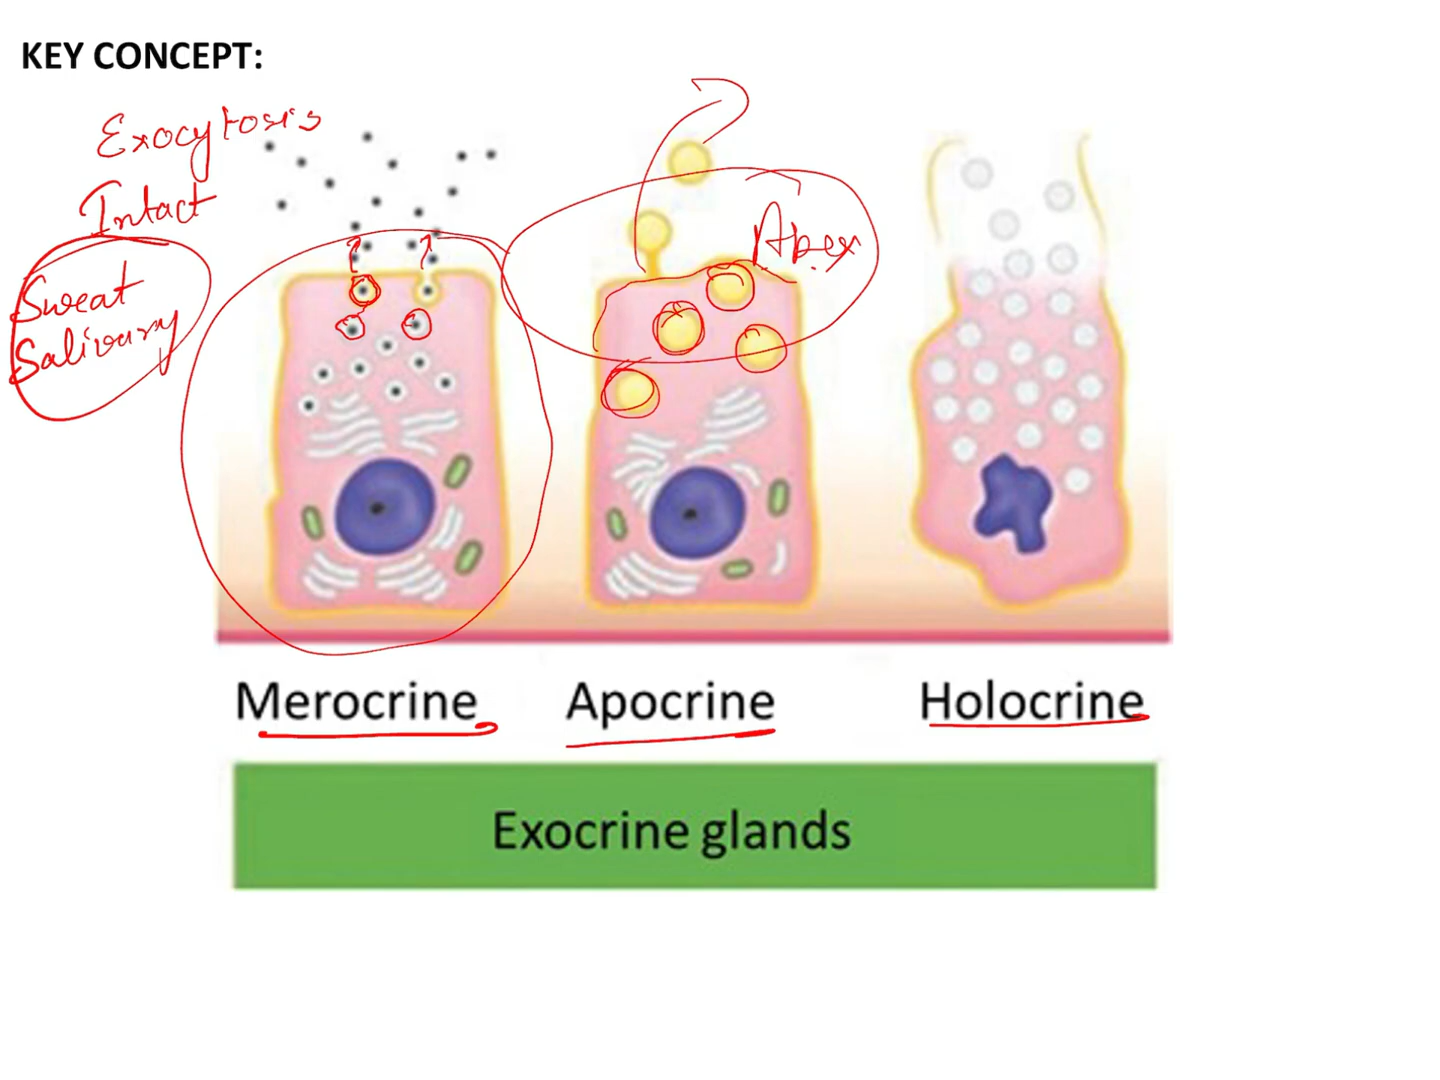 KEY CONCEPT:
Exocytosis
Intact
Sweat
Salivary
Apex
Merocrine
Apocrine
Holocrine
Exocrine glands